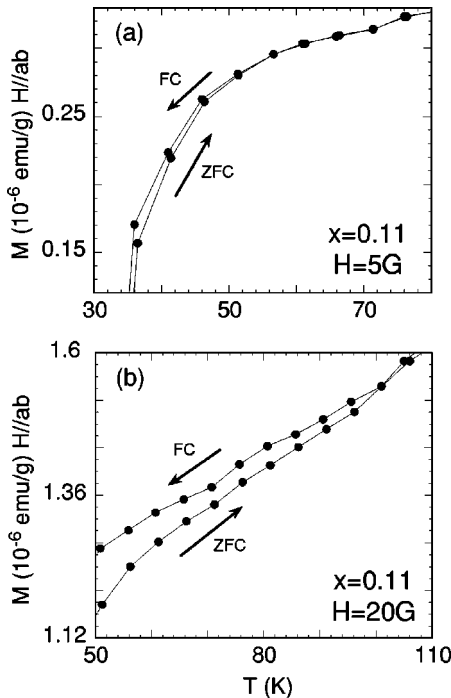 (a)
FC
ZFC
0.25
0.15
M (10⁻⁶ emu/g) H//ab
x=0.11
H=5G
30
50
70
(b)
FC
ZFC
1.6
1.36
1.12
M (10⁻⁶ emu/g) H//ab
x=0.11
H=20G
50
80
110
T (K)